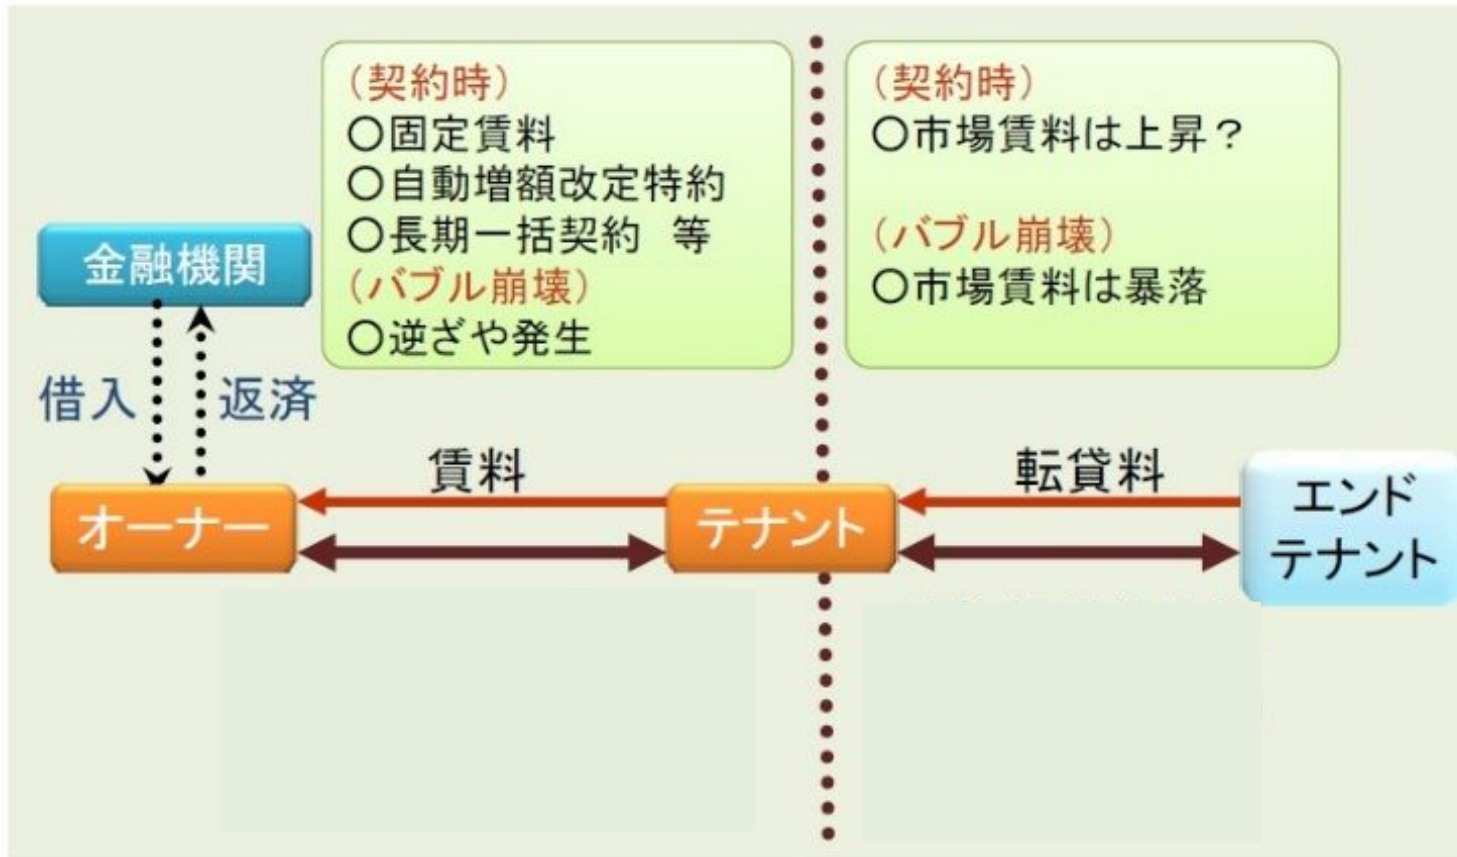 (契約時)
○固定賃料
○自動増額改定特約
○長期一括契約 等
(バブル崩壊)
○逆ざや発生
(契約時)
○市場賃料は上昇？
(バブル崩壊)
○市場賃料は暴落
金融機関
借入
返済
賃料
転貸料
オーナー
テナント
エンド
テナント